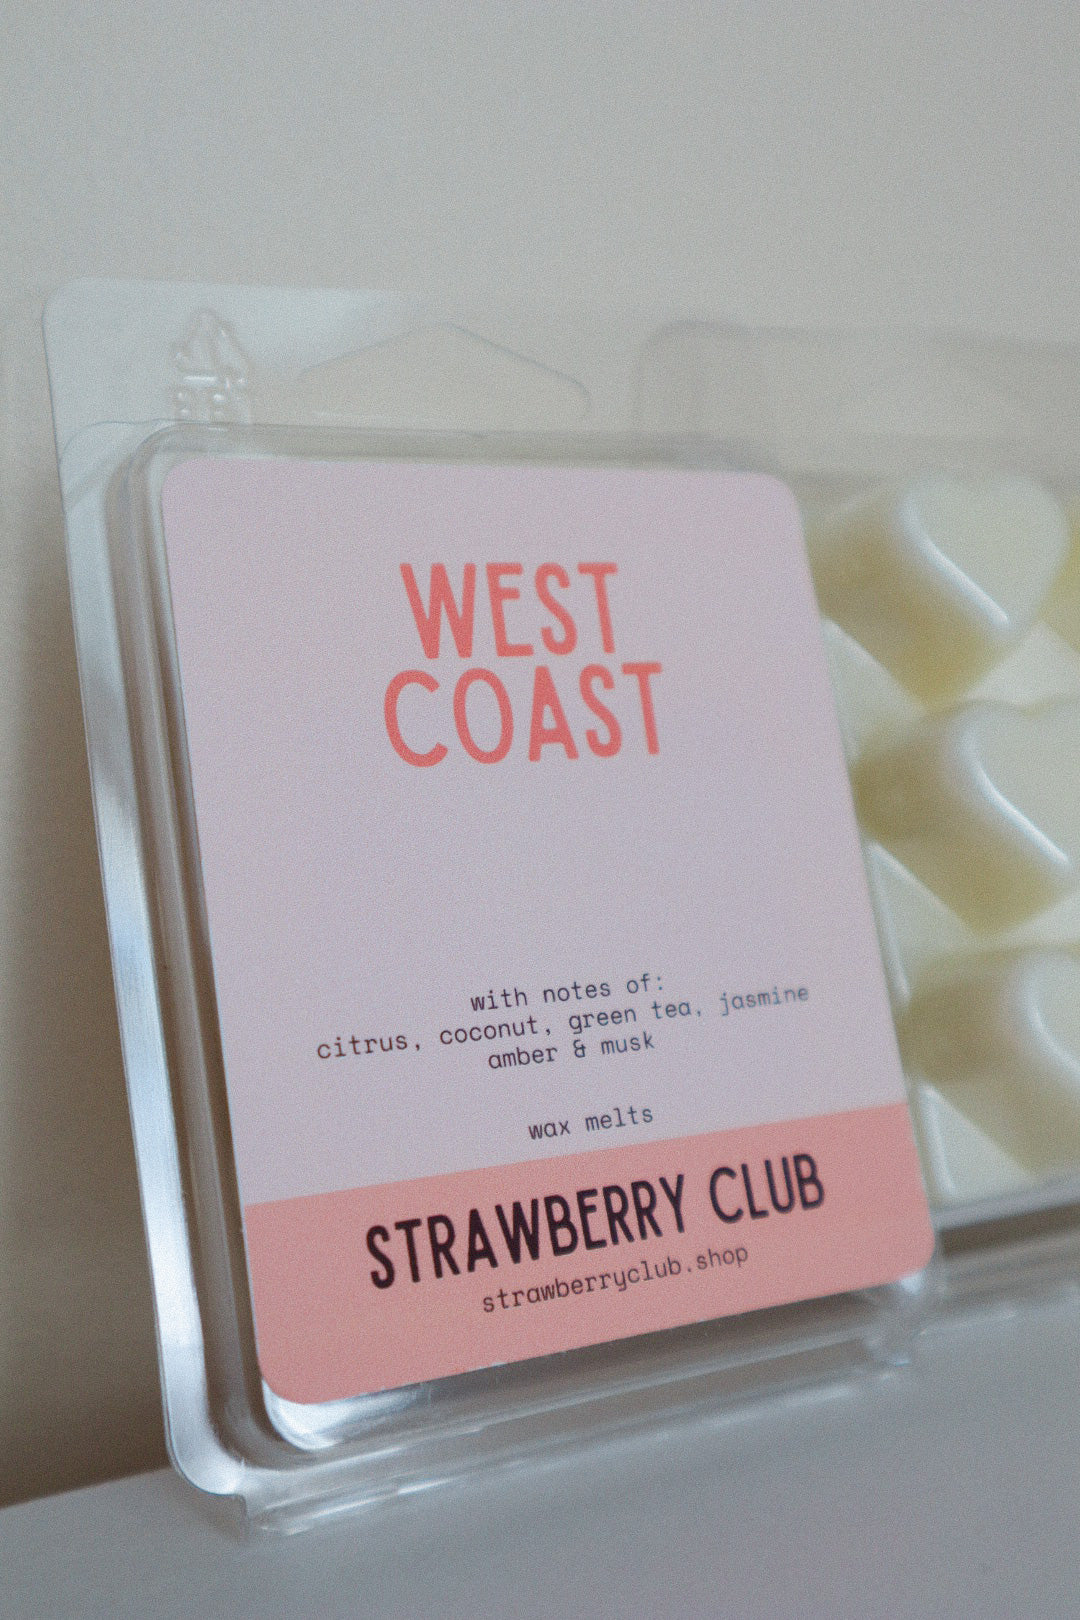 WEST
COAST
with notes of:
citrus, coconut, green tea, jasmine
amber & musk
wax melts
STRAWBERRY CLUB
strawberryclub.shop